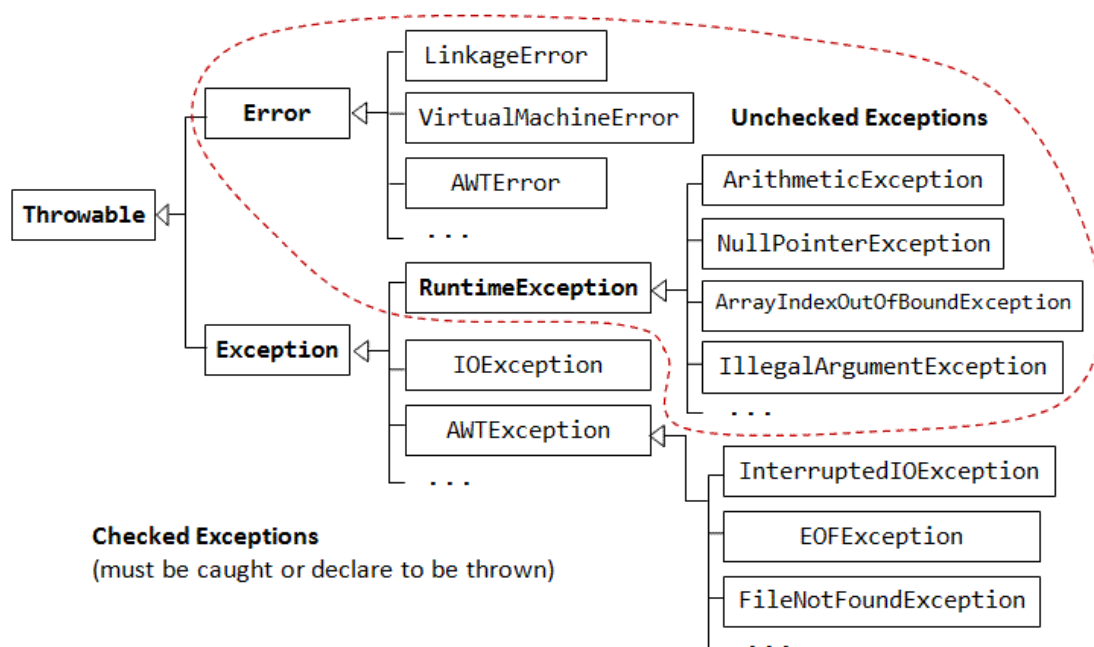 LinkageError
Error
VirtualMachineError
Unchecked Exceptions
AWTError
ArithmeticException
Throwable
...
NullPointerException
RuntimeException
ArrayIndexOutOfBoundException
Exception
IOException
IllegalArgumentException
...
AWTException
...
InterruptedIOException
Checked Exceptions
(must be caught or declare to be thrown)
EOFException
FileNotFoundException
...